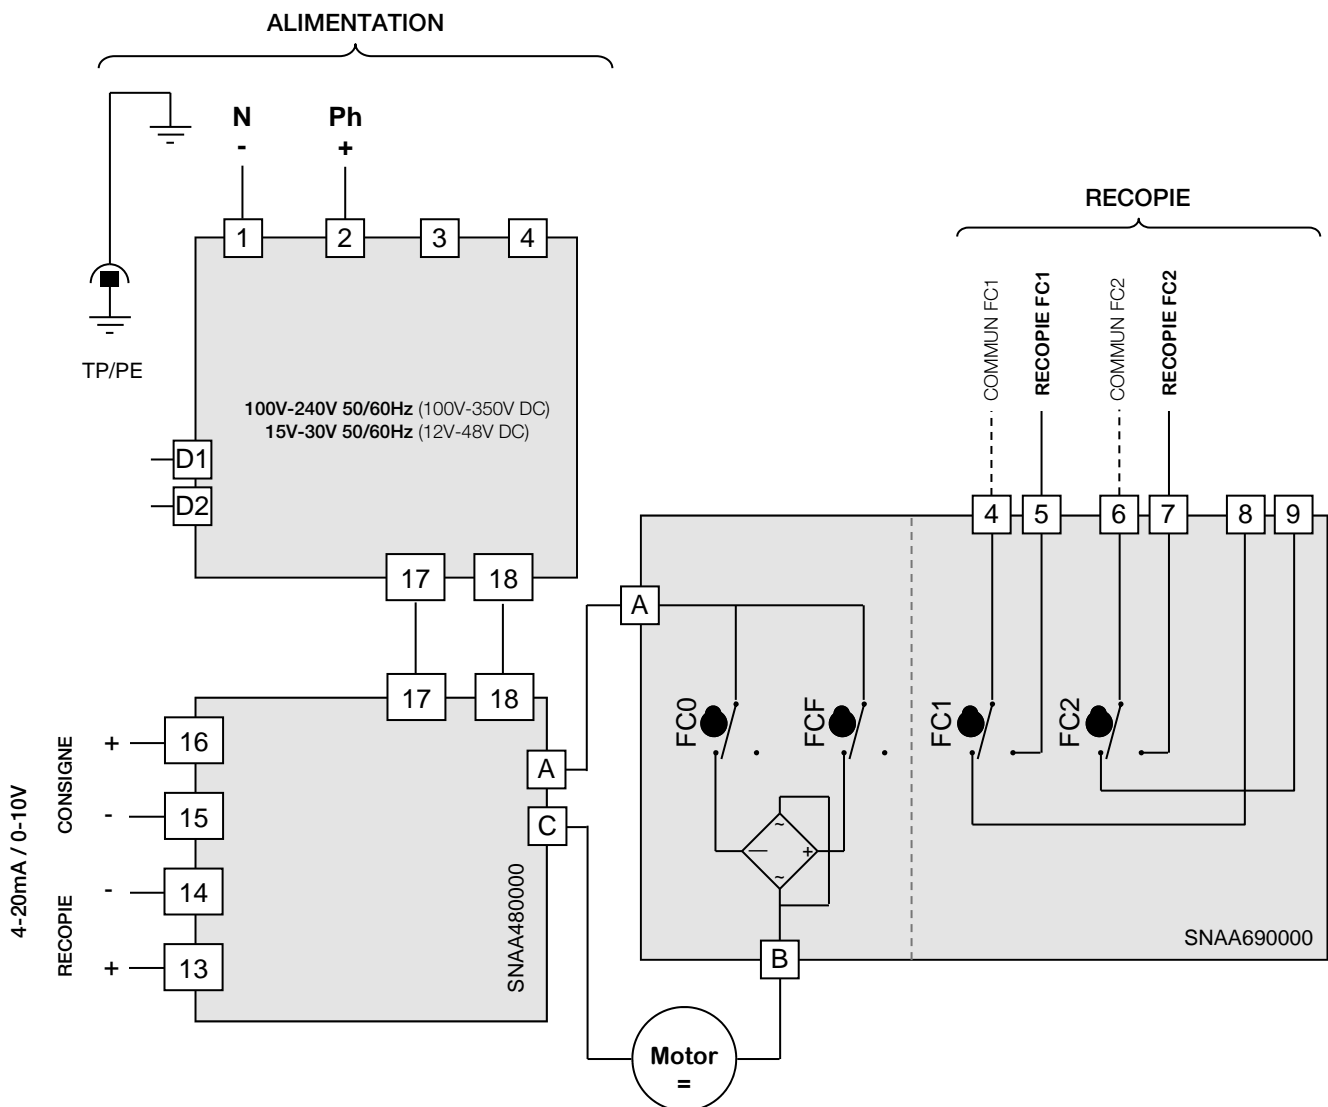 ALIMENTATION
N
Ph
-
+
1
2
3
4
TP/PE
100V-240V 50/60Hz (100V-350V DC)
15V-30V 50/60Hz (12V-48V DC)
D1
D2
17
18
17
18
RECOPIE
COMMUN FC1
RECOPIE FC1
COMMUN FC2
RECOPIE FC2
4
5
6
7
8
9
A
FC0
FCF
FC1
FC2
~
—
+
~
B
SNAA690000
4-20mA / 0-10V
CONSIGNE
RECOPIE
+
16
-
15
-
14
+
13
A
C
SNAA480000
Motor
=